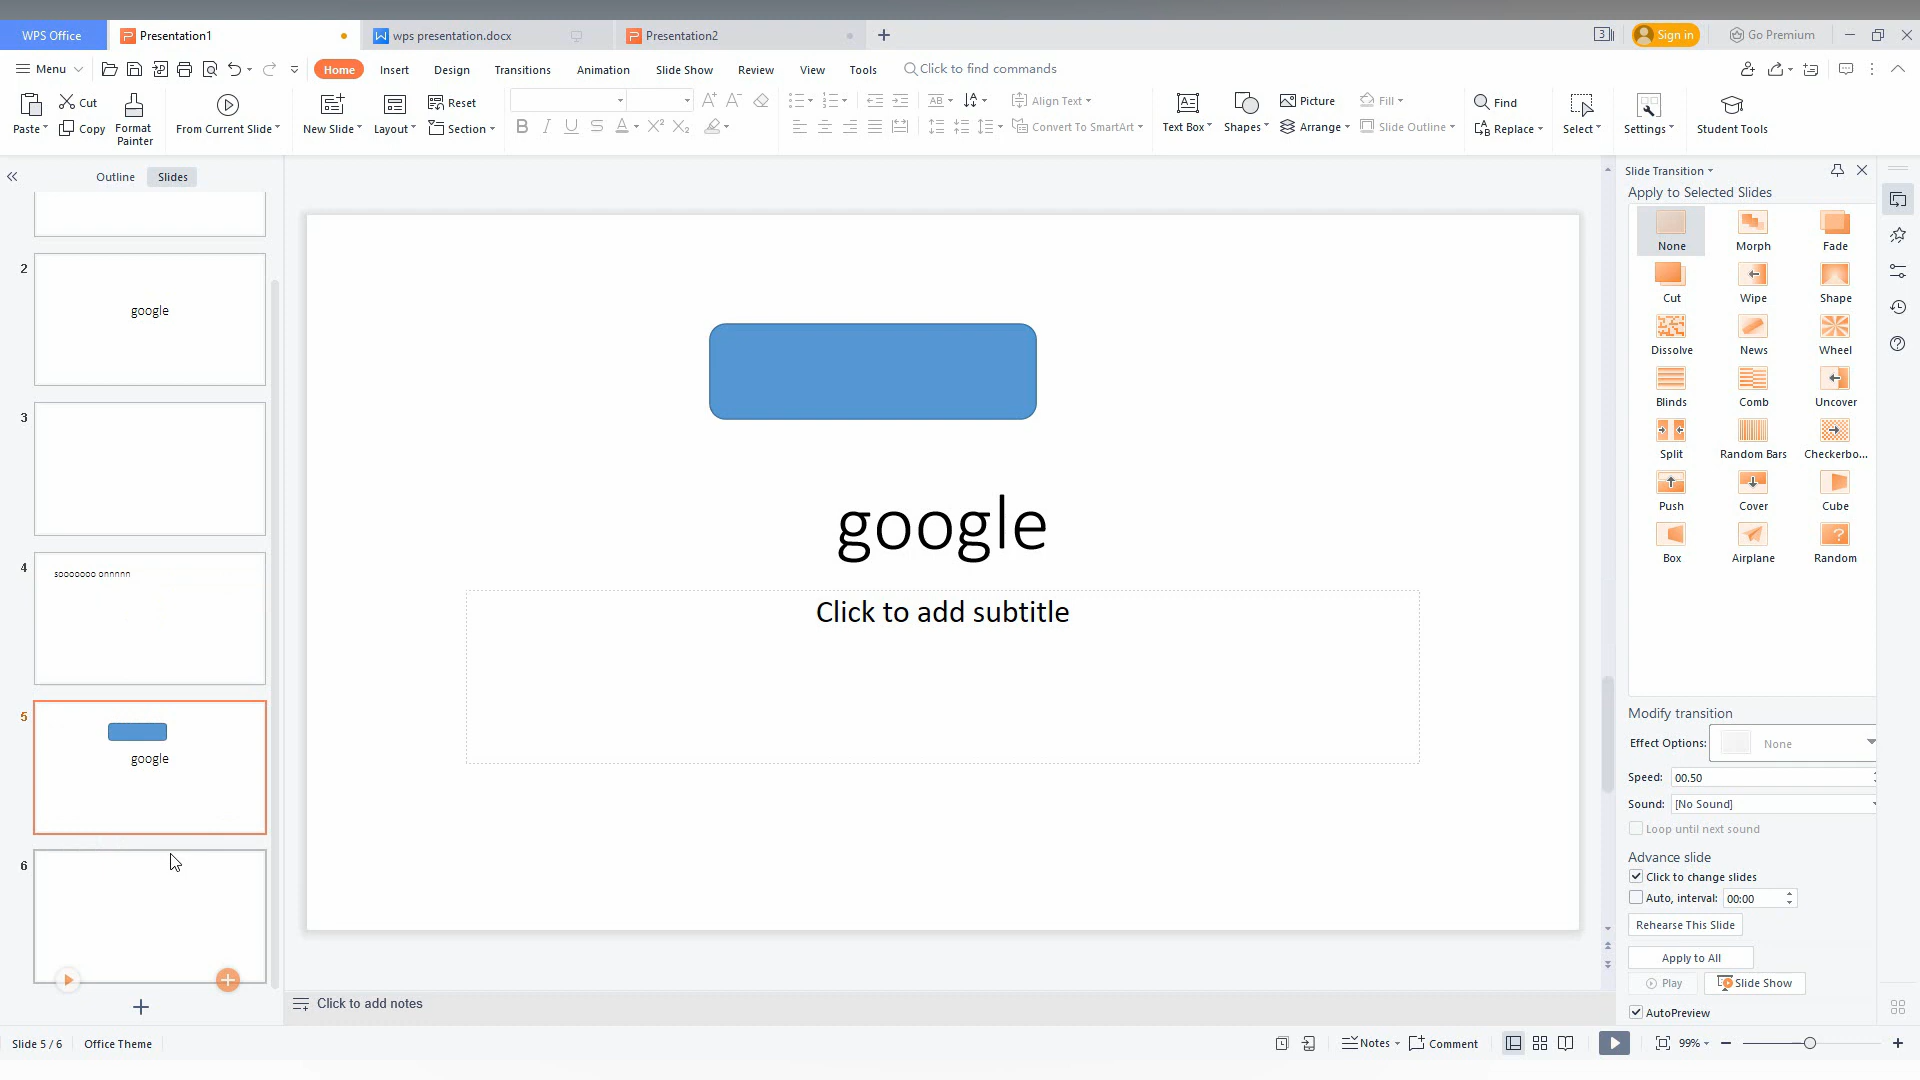 WPS Office
Presentation1
wps presentation.docx
Presentation2
3
Sign in
Go Premium
Menu
Home
Insert
Design
Transitions
Animation
Slide Show
Review
View
Tools
Click to find commands
Paste
Cut
Copy
Format
Painter
From Current Slide
New Slide
Layout
Reset
Section
Align Text
Convert To SmartArt
Text Box
Shapes
Picture
Arrange
Fill
Slide Outline
Find
Replace
Select
Settings
Student Tools
Outline
Slides
2
google
3
4
sooooooo onnnnn
5
google
6
google
Click to add subtitle
Click to add notes
Slide Transition
Apply to Selected Slides
None
Morph
Fade
Cut
Wipe
Shape
Dissolve
News
Wheel
Blinds
Comb
Uncover
Split
Random Bars
Checkerbo...
Push
Cover
Cube
Box
Airplane
Random
Modify transition
Effect Options: None
Speed: 00.50
Sound: [No Sound]
Loop until next sound
Advance slide
Click to change slides
Auto, interval: 00:00
Rehearse This Slide
Apply to All
Play
Slide Show
AutoPreview
Slide 5 / 6
Office Theme
Notes
Comment
99%